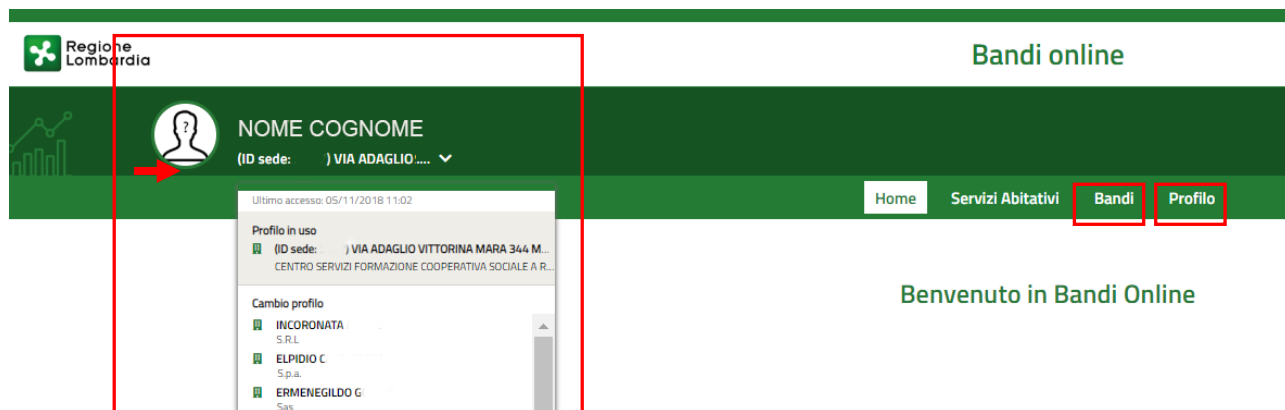 Regione
Lombardia
Bandi online
NOME COGNOME
(ID sede: ) VIA ADAGLIO:....
Home Servizi Abitativi Bandi Profilo
Ultimo accesso: 05/11/2018 11:02
Profilo in uso
(ID sede: ) VIA ADAGLIO VITTORINA MARA 344 M...
CENTRO SERVIZI FORMAZIONE COOPERATIVA SOCIALE A R...
Benvenuto in Bandi Online
Cambio profilo
INCORONATA
S.R.L
ELPIDIO C
S.p.a.
ERMENEGILDO G
Sas